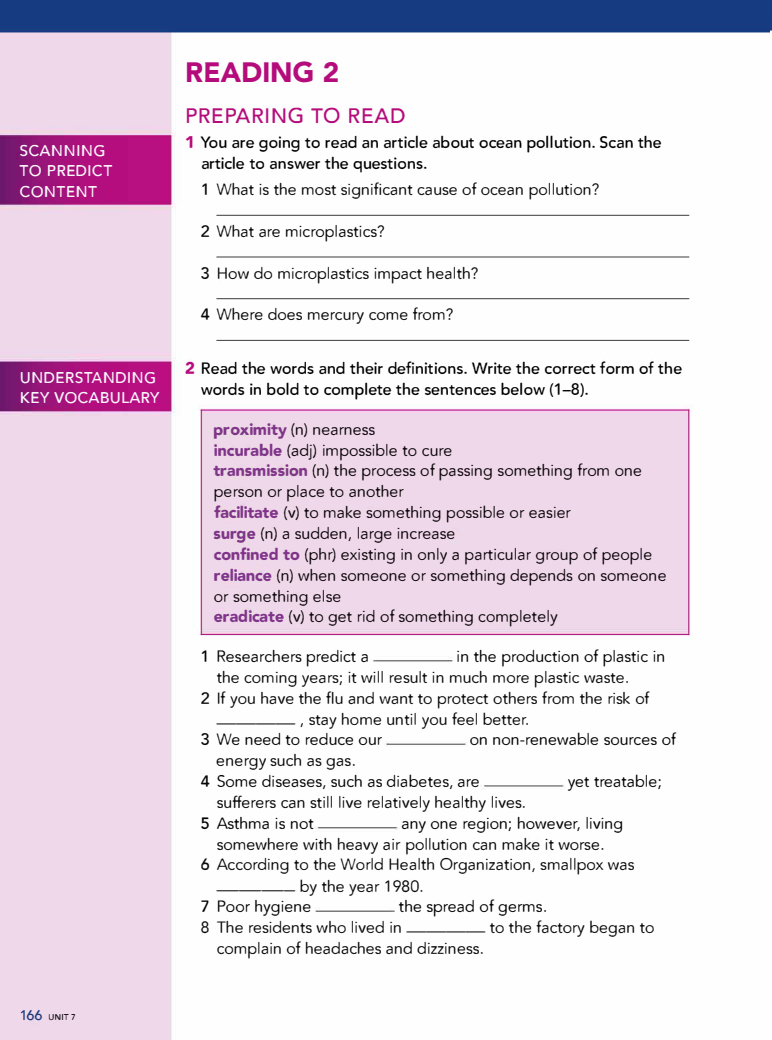 READING 2
PREPARING TO READ
SCANNING
TO PREDICT
CONTENT
1 You are going to read an article about ocean pollution. Scan the
article to answer the questions.
1 What is the most significant cause of ocean pollution?
2 What are microplastics?
3 How do microplastics impact health?
4 Where does mercury come from?
UNDERSTANDING
KEY VOCABULARY
2 Read the words and their definitions. Write the correct form of the
words in bold to complete the sentences below (1–8).
proximity (n) nearness
incurable (adj) impossible to cure
transmission (n) the process of passing something from one
person or place to another
facilitate (v) to make something possible or easier
surge (n) a sudden, large increase
confined to (phr) existing in only a particular group of people
reliance (n) when someone or something depends on someone
or something else
eradicate (v) to get rid of something completely
1 Researchers predict a __________ in the production of plastic in
the coming years; it will result in much more plastic waste.
2 If you have the flu and want to protect others from the risk of
__________ , stay home until you feel better.
3 We need to reduce our __________ on non-renewable sources of
energy such as gas.
4 Some diseases, such as diabetes, are __________ yet treatable;
sufferers can still live relatively healthy lives.
5 Asthma is not __________ any one region; however, living
somewhere with heavy air pollution can make it worse.
6 According to the World Health Organization, smallpox was
__________ by the year 1980.
7 Poor hygiene __________ the spread of germs.
8 The residents who lived in __________ to the factory began to
complain of headaches and dizziness.
166 UNIT 7